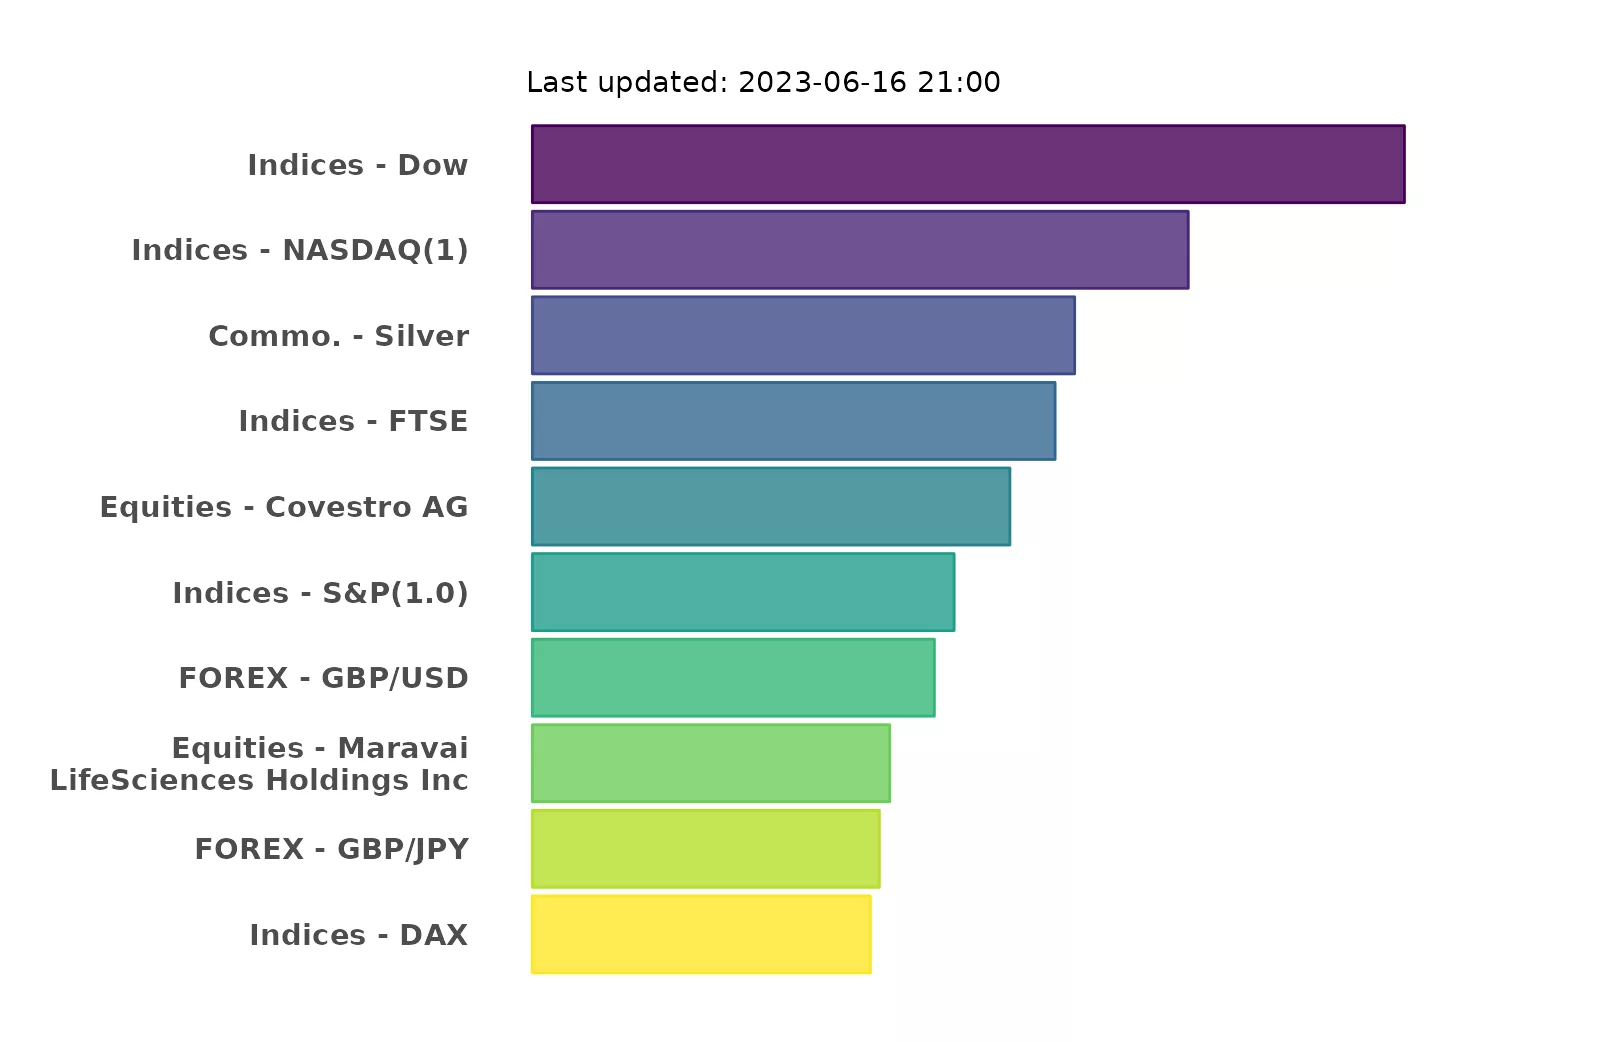 Last updated: 2023-06-16 21:00
Indices - Dow
Indices - NASDAQ(1)
Commo. - Silver
Indices - FTSE
Equities - Covestro AG
Indices - S&P(1.0)
FOREX - GBP/USD
Equities - Maravai
LifeSciences Holdings Inc
FOREX - GBP/JPY
Indices - DAX